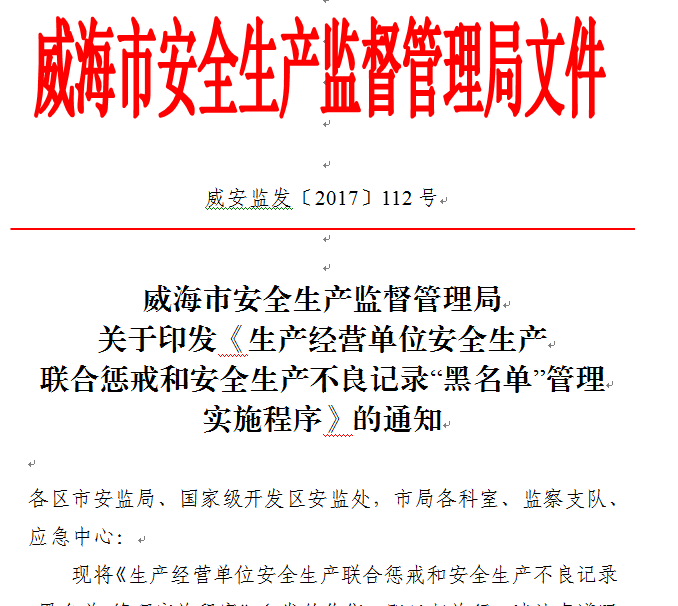 威海市安全生产监督管理局文件
威安监发〔2017〕112 号
威海市安全生产监督管理局
关于印发《生产经营单位安全生产
联合惩戒和安全生产不良记录“黑名单”管理
实施程序》的通知
各区市安监局、国家级开发区安监处，市局各科室、监察支队、
应急中心：
现将《生产经营单位安全生产联合惩戒和安全生产不良记录